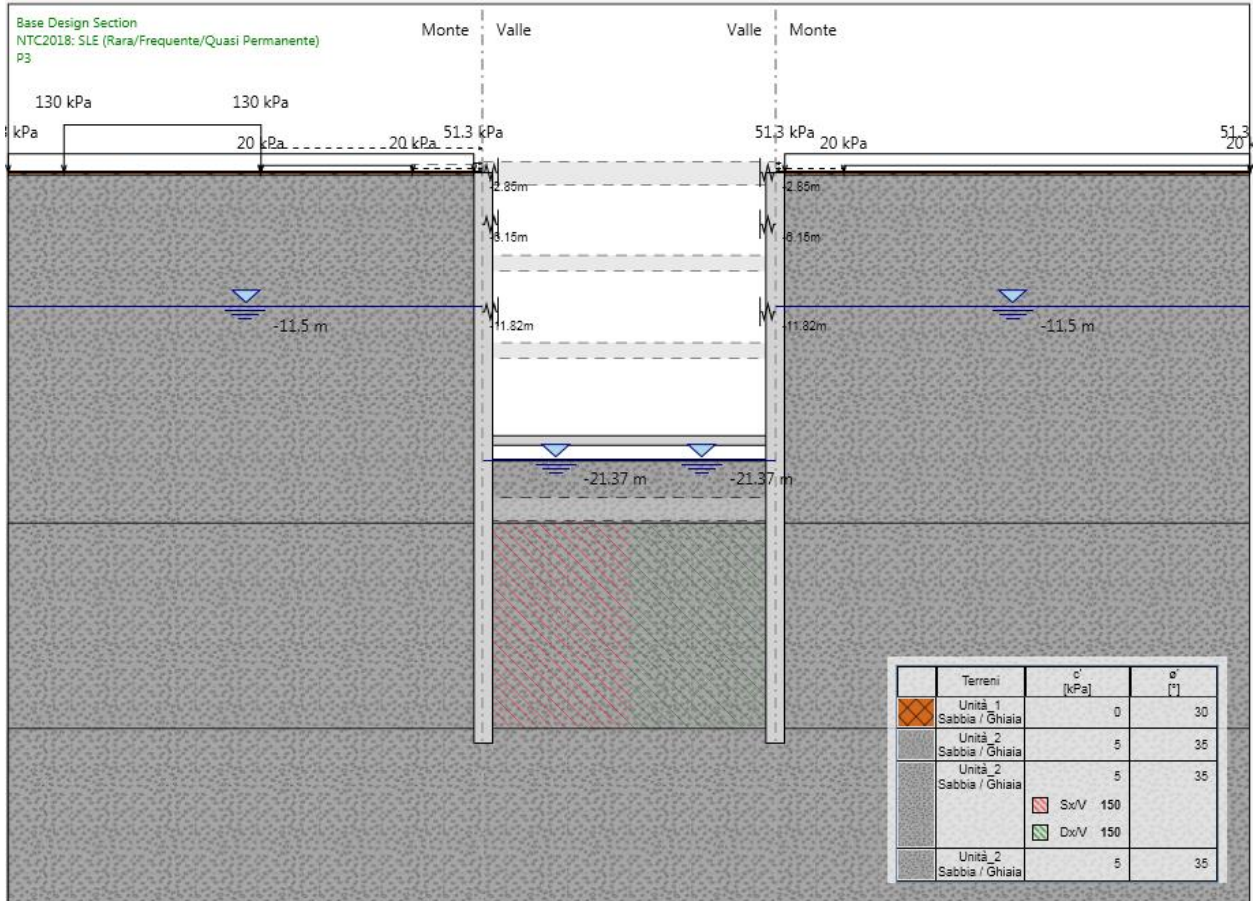 Base Design Section
NTC2018: SLE (Rara/Frequente/Quasi Permanente)
P3
Monte Valle Valle Monte
130 kPa 130 kPa
kPa 51.3 kPa 51.3 kPa 51.3
20 kPa 20 kPa 20 kPa 20
-2.85m -2.85m
-6.15m -6.15m
-11.5 m -11.82m -11.82m -11.5 m
-21.37 m -21.37 m
Terreni c' [kPa] ø' [°]
Unità_1
Sabbia / Ghiaia 0 30
Unità_2
Sabbia / Ghiaia 5 35
Unità_2
Sabbia / Ghiaia 5 35
Sx/V 150
Dx/V 150
Unità_2
Sabbia / Ghiaia 5 35